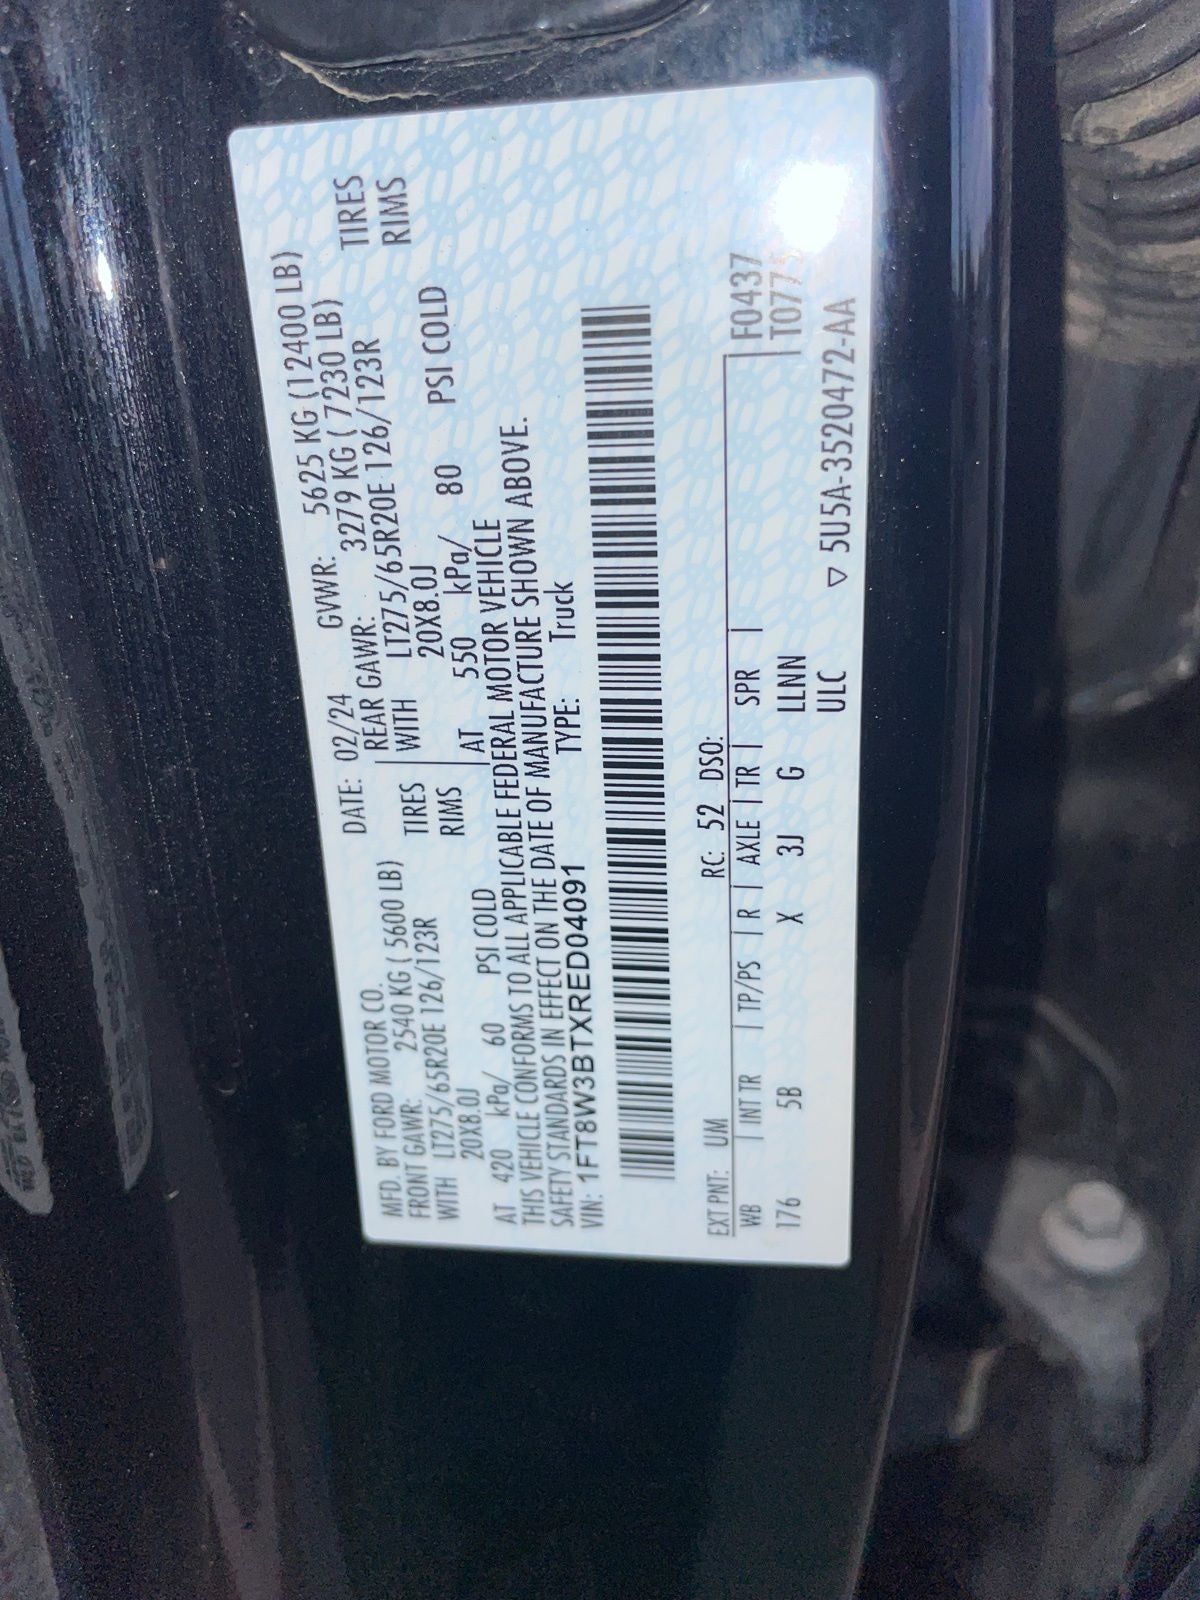 MFD. BY FORD MOTOR CO. DATE: 02/24 GVWR: 5625 KG (12400 LB)
FRONT GAWR: 2540 KG ( 5600 LB) REAR GAWR: 3279 KG ( 7230 LB)
WITH LT275/65R20E 126/123R TIRES WITH LT275/65R20E 126/123R TIRES
20X8.0J RIMS 20X8.0J RIMS
AT 420 kPa/ 60 PSI COLD AT 550 kPa/ 80 PSI COLD
THIS VEHICLE CONFORMS TO ALL APPLICABLE FEDERAL MOTOR VEHICLE
SAFETY STANDARDS IN EFFECT ON THE DATE OF MANUFACTURE SHOWN ABOVE.
VIN: 1FT8W3BTXRED04091 TYPE: Truck
EXT PNT: UM RC: 52 DSO: F0437
WB INT TR TP/PS R AXLE TR SPR
176 5B X 3J G LLNN
ULC ▽ 5U5A-3520472-AA